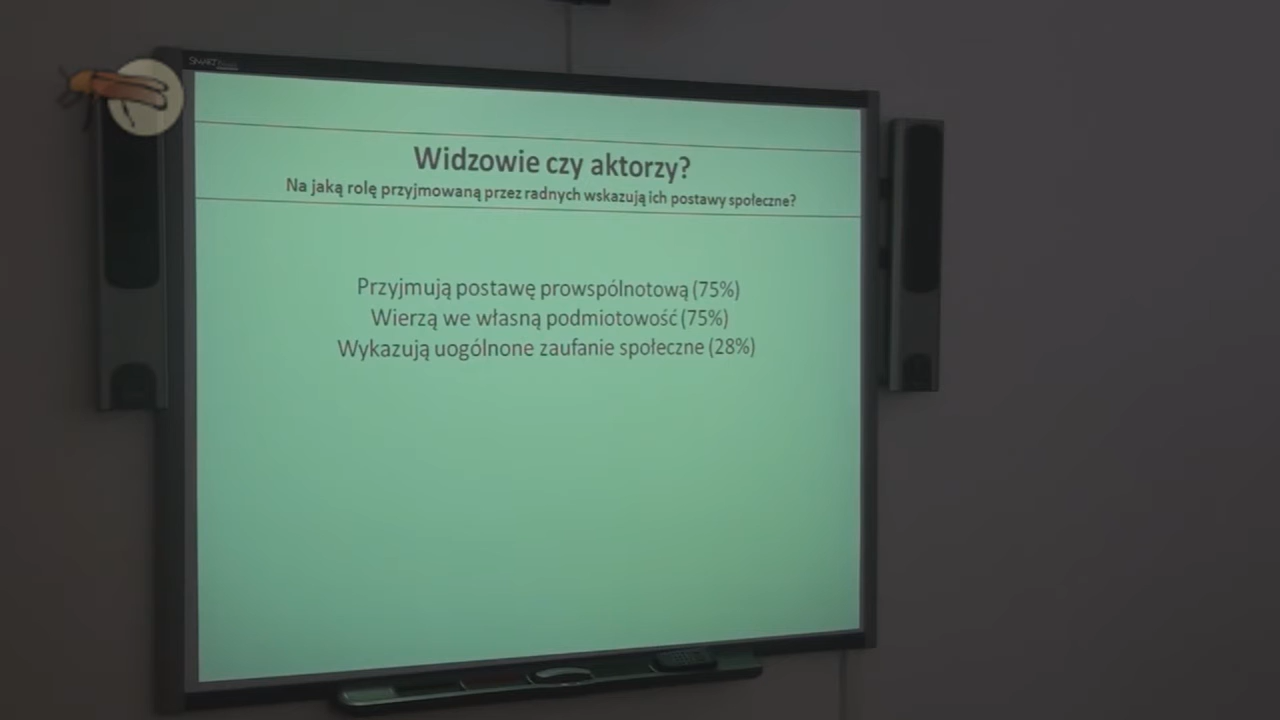 SMART
Widzowie czy aktorzy?
Na jaką rolę przyjmowaną przez radnych wskazują ich postawy społeczne?
Przyjmują postawę prowspólnotową (75%)
Wierzą we własną podmiotowość (75%)
Wykazują uogólnone zaufanie społeczne (28%)